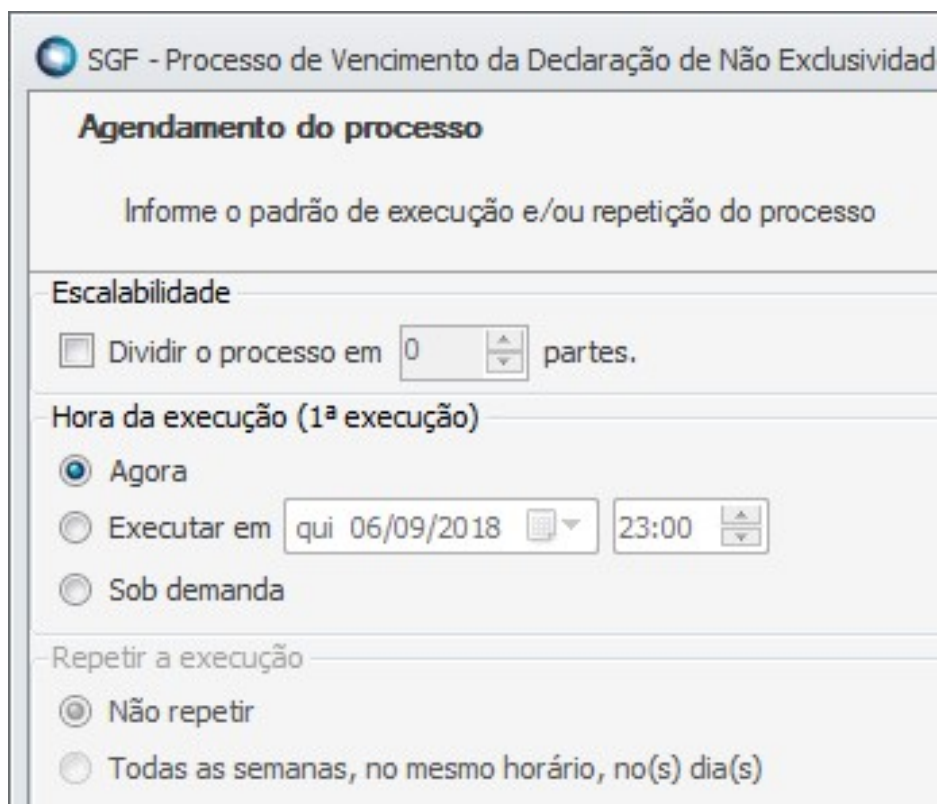 SGF - Processo de Vencimento da Declaração de Não Exclusividad
Agendamento do processo
Informe o padrão de execução e/ou repetição do processo
Escalabilidade
Dividir o processo em 0 partes.
Hora da execução (1ª execução)
Agora
Executar em qui 06/09/2018 23:00
Sob demanda
Repetir a execução
Não repetir
Todas as semanas, no mesmo horário, no(s) dia(s)